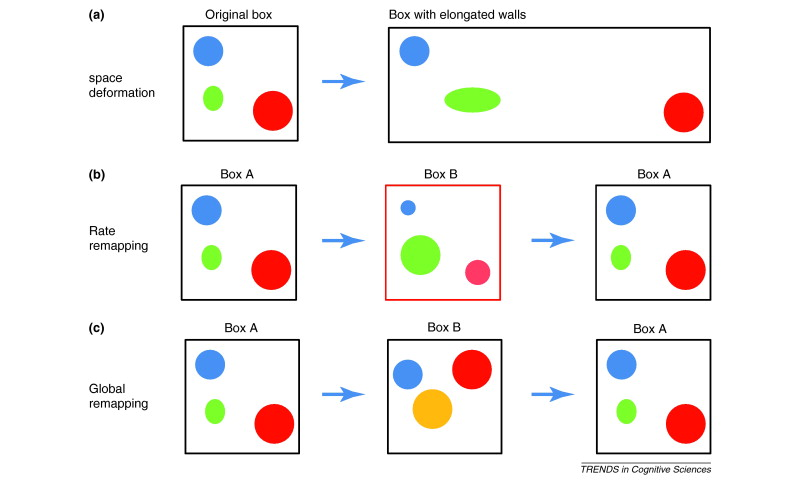 (a) Original box Box with elongated walls
space
deformation
(b) Box A Box B Box A
Rate
remapping
(c) Box A Box B Box A
Global
remapping
TRENDS in Cognitive Sciences